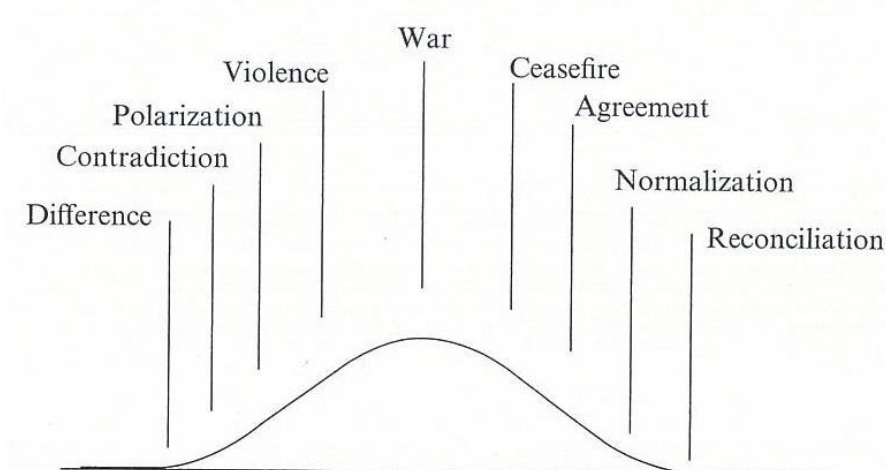 War
Violence
Ceasefire
Polarization
Agreement
Contradiction
Normalization
Difference
Reconciliation